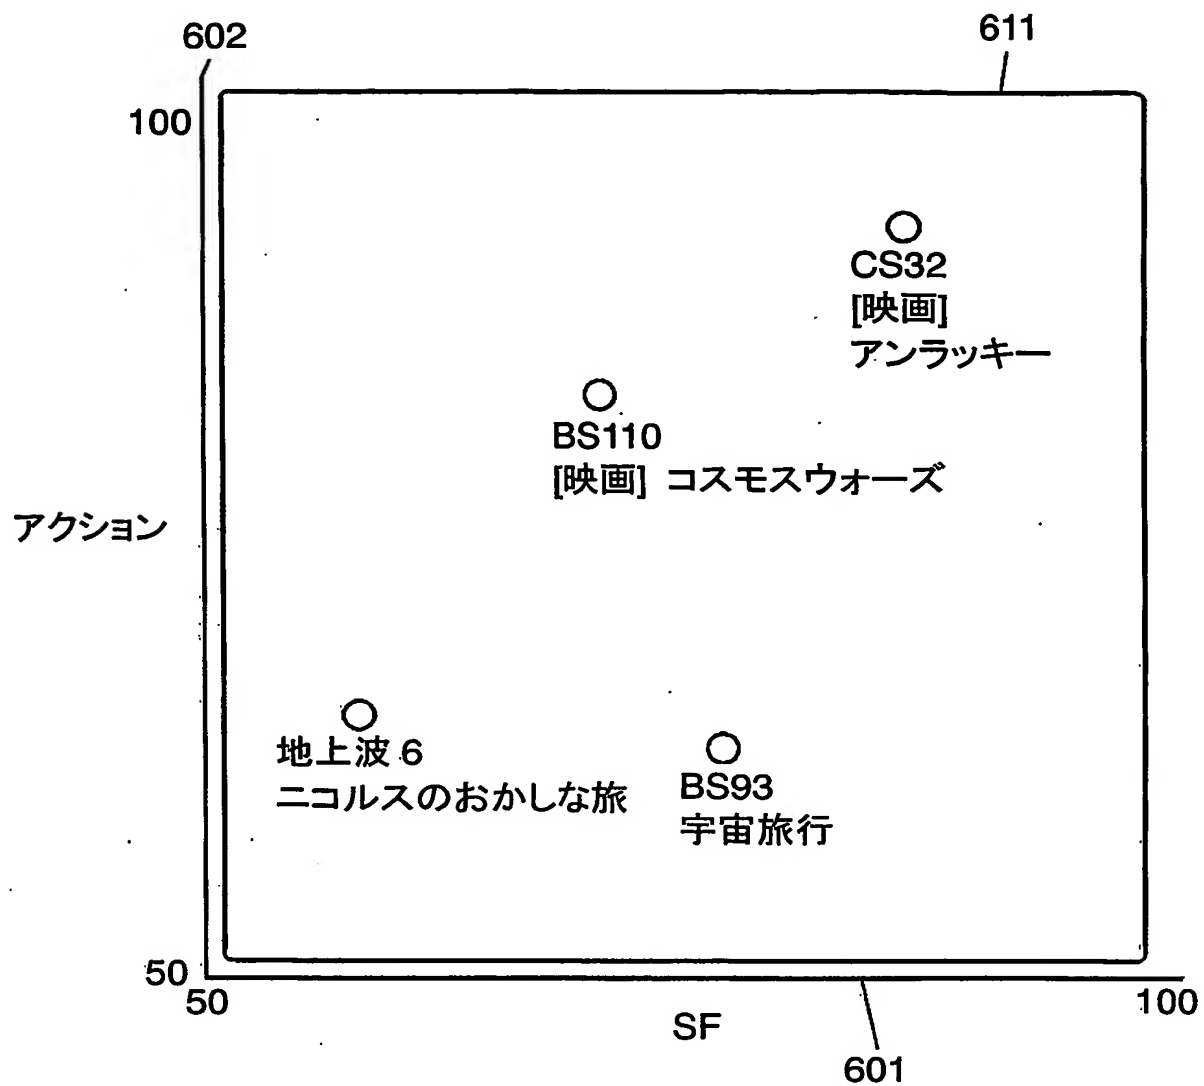 602
611
100
CS32
[映画]
アンラッキー
BS110
[映画] コスモスウォーズ
アクション
地上波 6
ニコルスのおかしな旅
BS93
宇宙旅行
50
50
100
SF
601